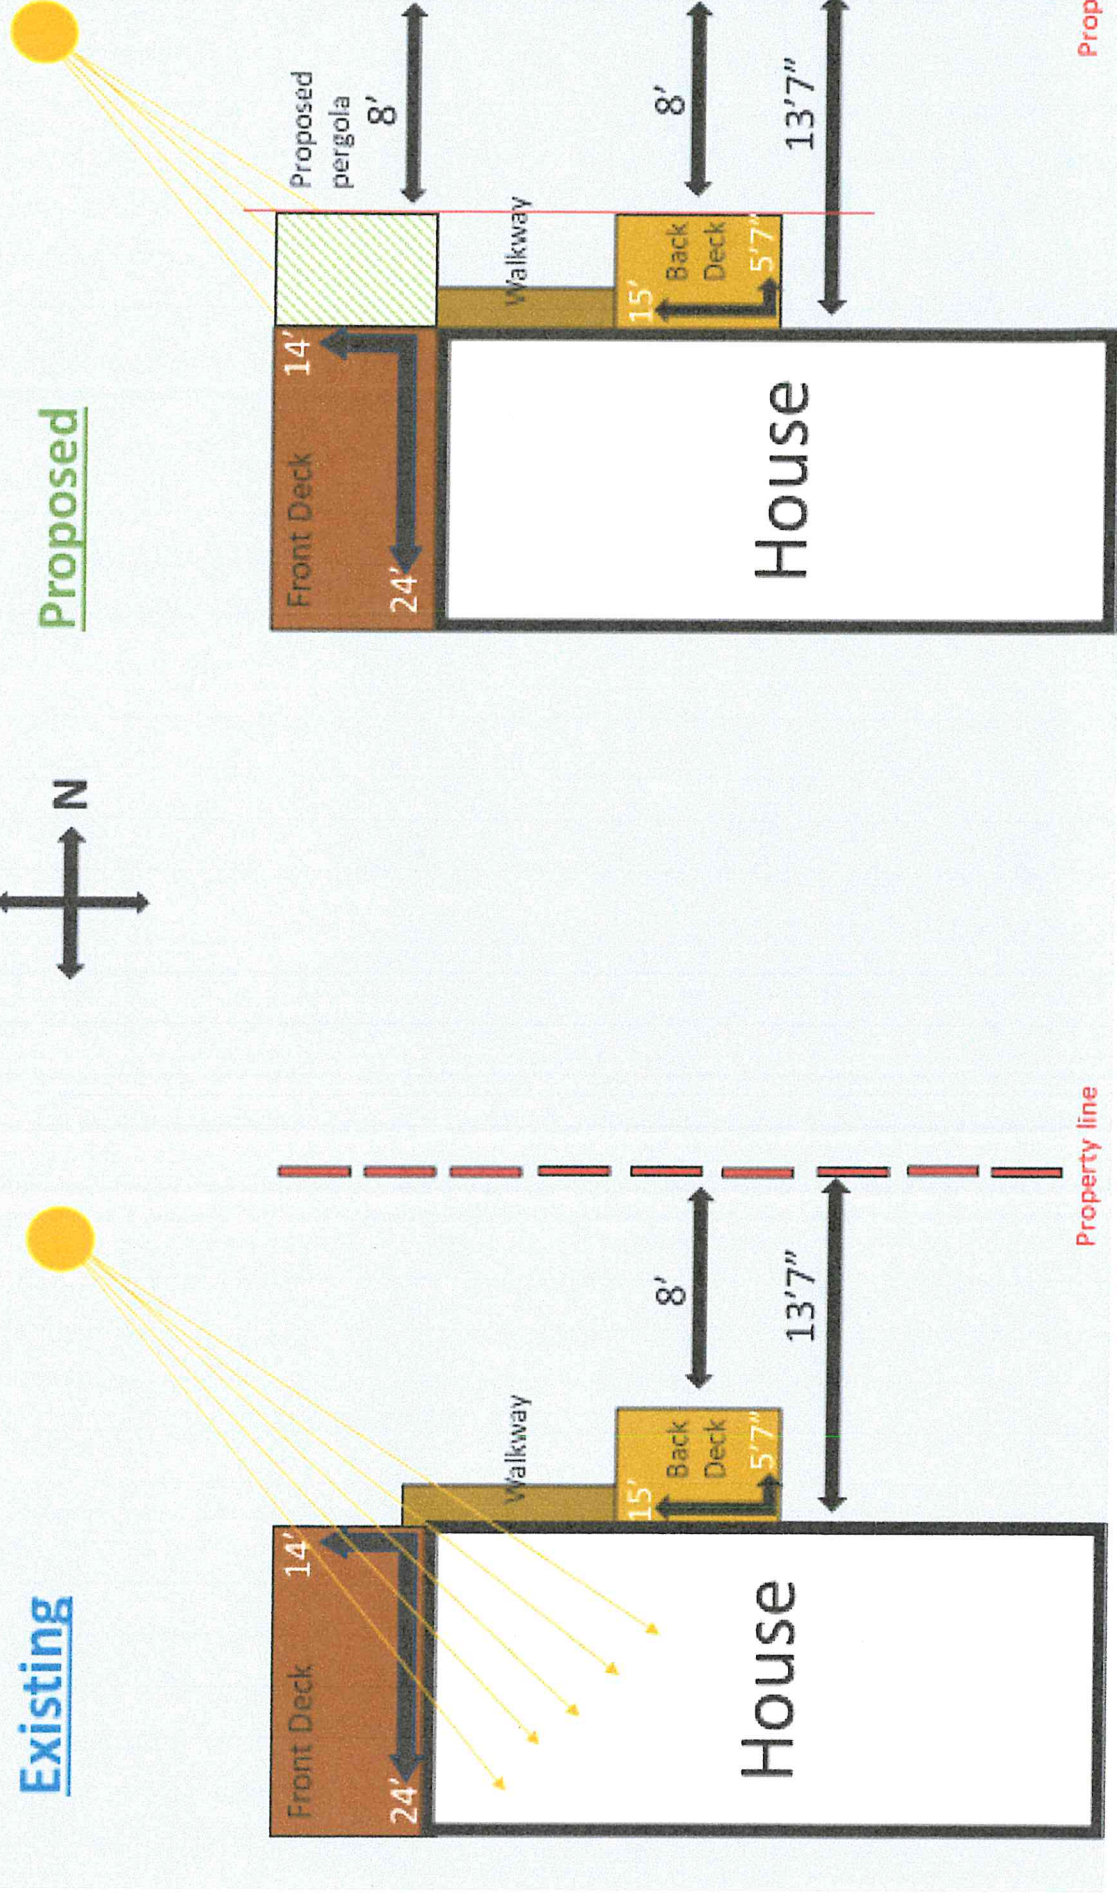 Existing
N
Proposed
Front Deck
14'
24'
Walkway
15'
Back
Deck
5'7"
8'
13'7"
House
Property line
Front Deck
14'
24'
Proposed
pergola
8'
Walkway
15'
Back
Deck
5'7"
8'
13'7"
House
Prop